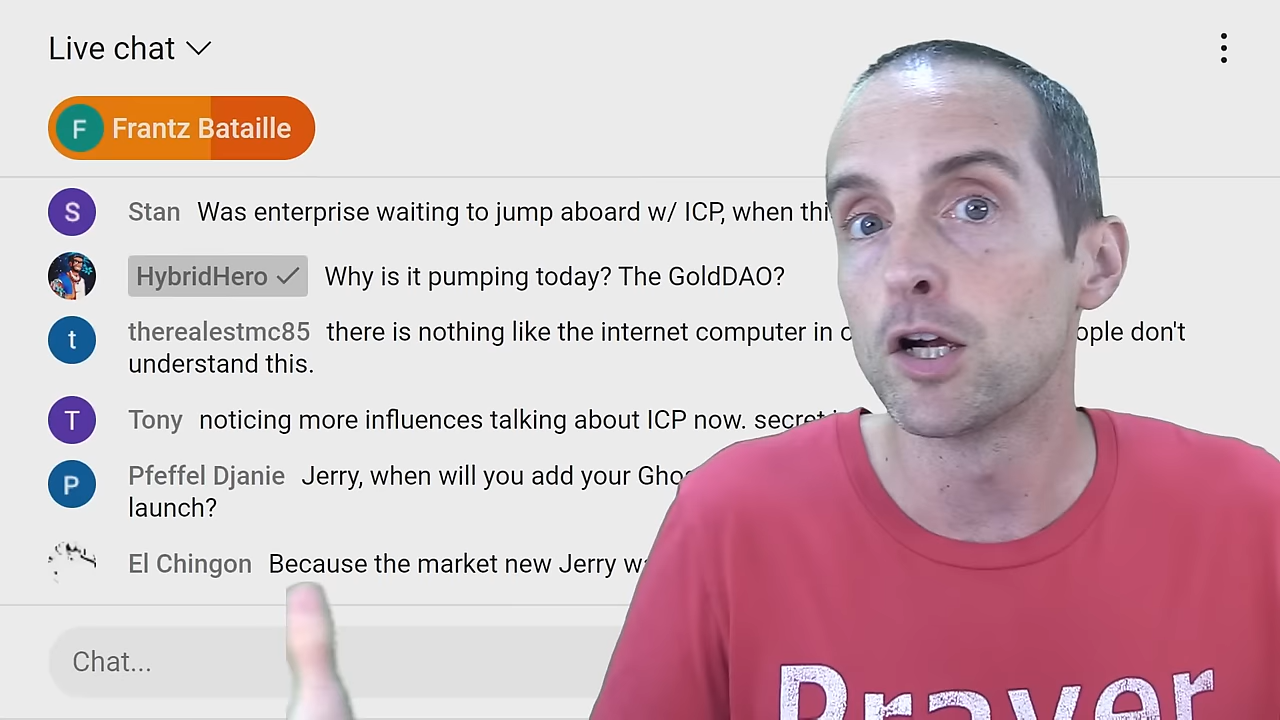 Live chat
F Frantz Bataille
S Stan Was enterprise waiting to jump aboard w/ ICP, when
HybridHero Why is it pumping today? The GoldDAO?
t therealestmc85 there is nothing like the internet computer in don't
understand this.
T Tony noticing more influences talking about ICP now.
P Pfeffel Djanie Jerry, when will you add your
launch?
El Chingon Because the market new Jerry
Chat...
Prayer